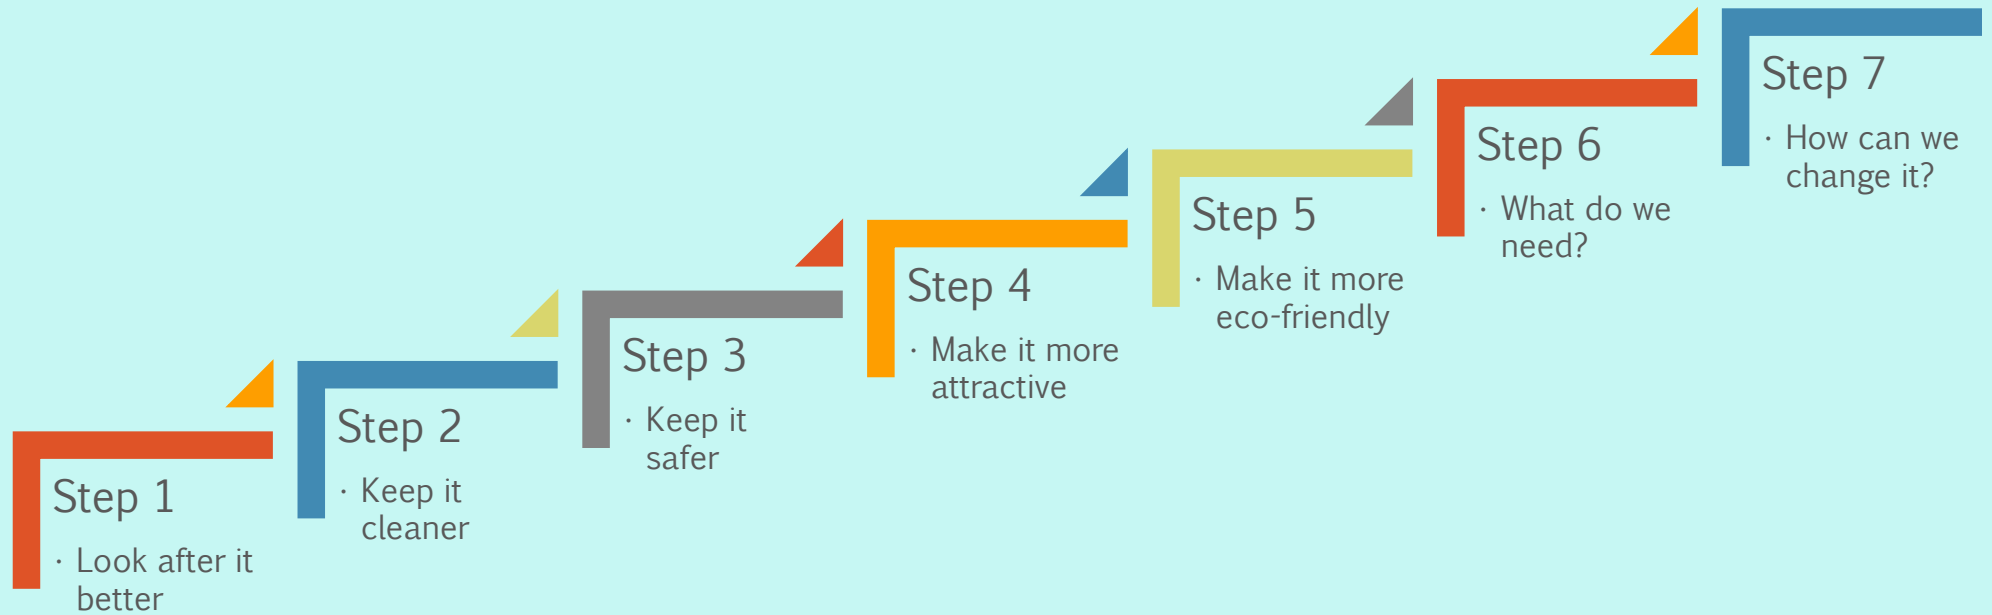 Step 1
· Look after it
better
Step 2
· Keep it
cleaner
Step 3
· Keep it
safer
Step 4
· Make it more
attractive
Step 5
· Make it more
eco-friendly
Step 6
· What do we
need?
Step 7
· How can we
change it?